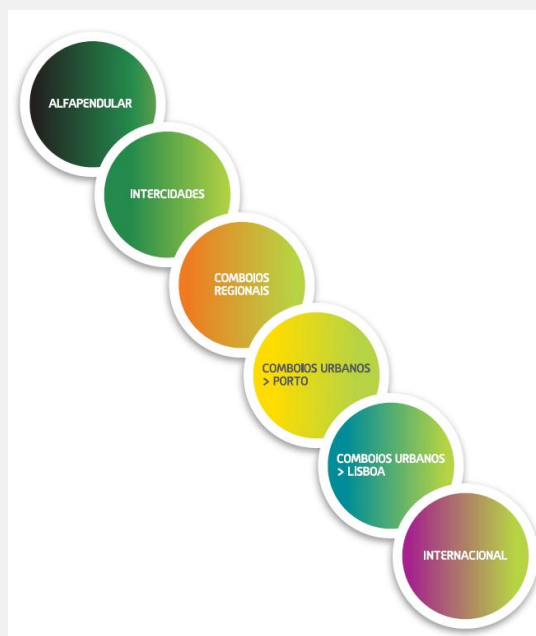 ALFAPENDULAR
INTERCIDADES
COMBOIOS
REGIONAIS
COMBOIOS URBANOS
> PORTO
COMBOIOS URBANOS
> LISBOA
INTERNACIONAL